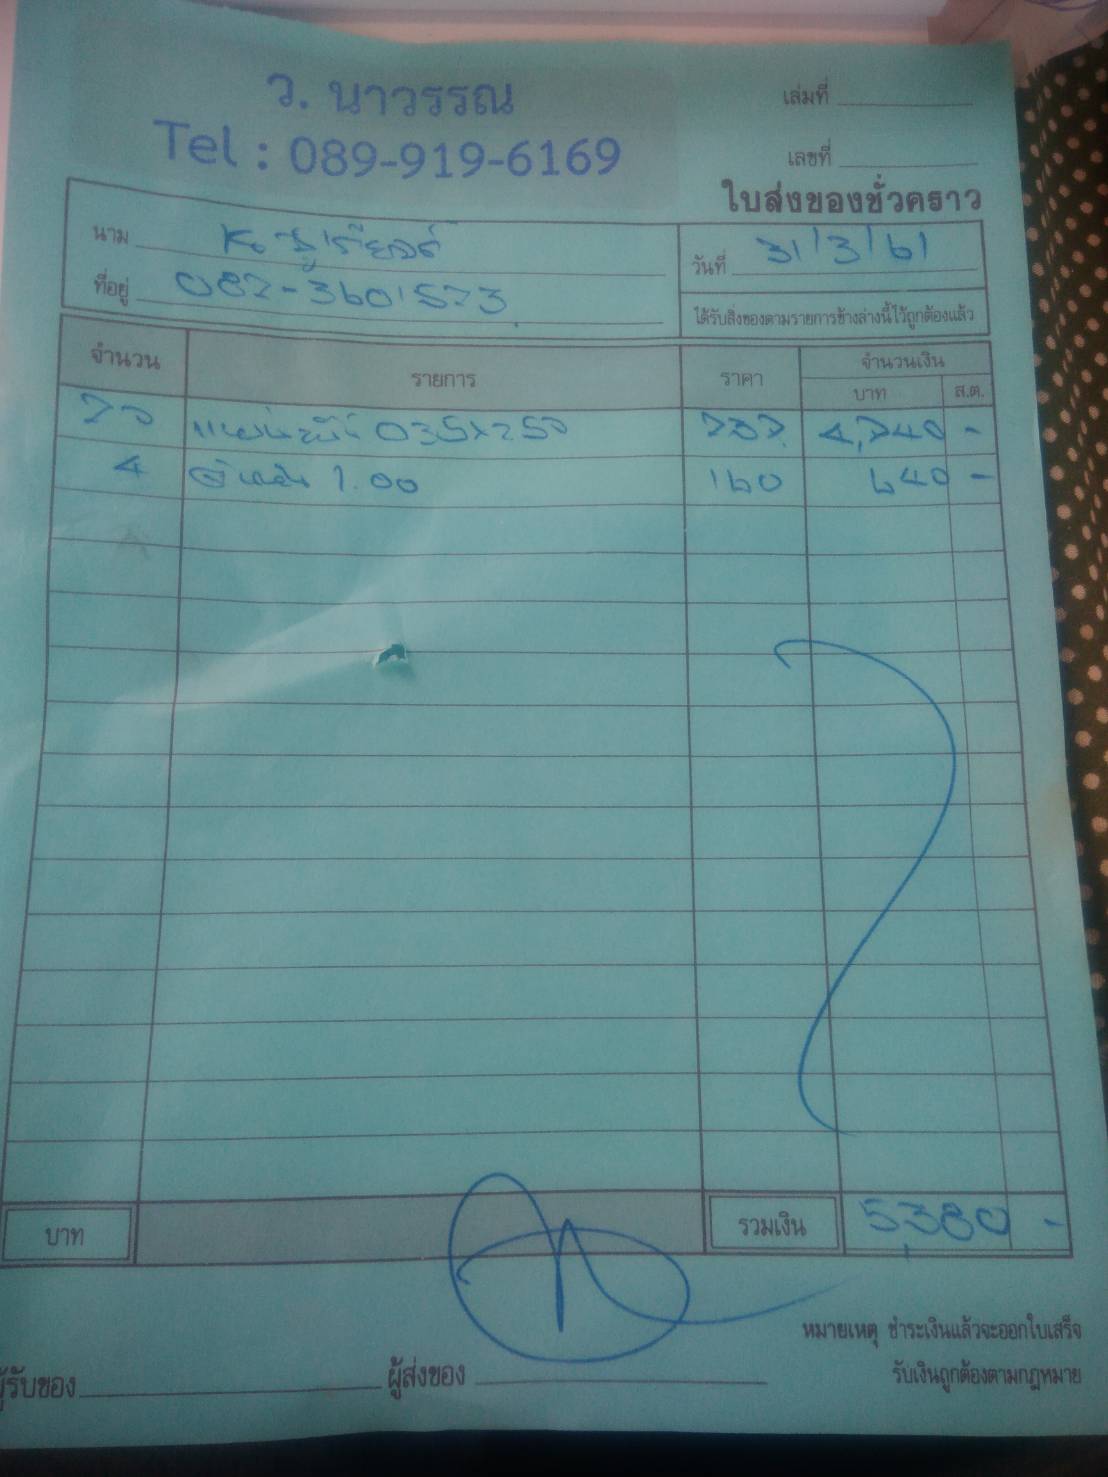 ว. นาวรรณ
Tel : 089-919-6169
เล่มที่
เลขที่
ใบส่งของชั่วคราว
นาม
ที่อยู่ 087-3601573
วันที่ 31/3/61
ได้รับสิ่งของตามรายการข้างล่างนี้ไว้ถูกต้องแล้ว
จำนวน รายการ ราคา จำนวนเงิน
บาท ส.ต.
20 แผ่นพื้น 035x250 237 4,740 -
4 1.00 160 640 -
บาท รวมเงิน 5,380 -
หมายเหตุ ชำระเงินแล้วจะออกใบเสร็จ
รับเงินถูกต้องตามกฎหมาย
ผู้รับของ ผู้ส่งของ